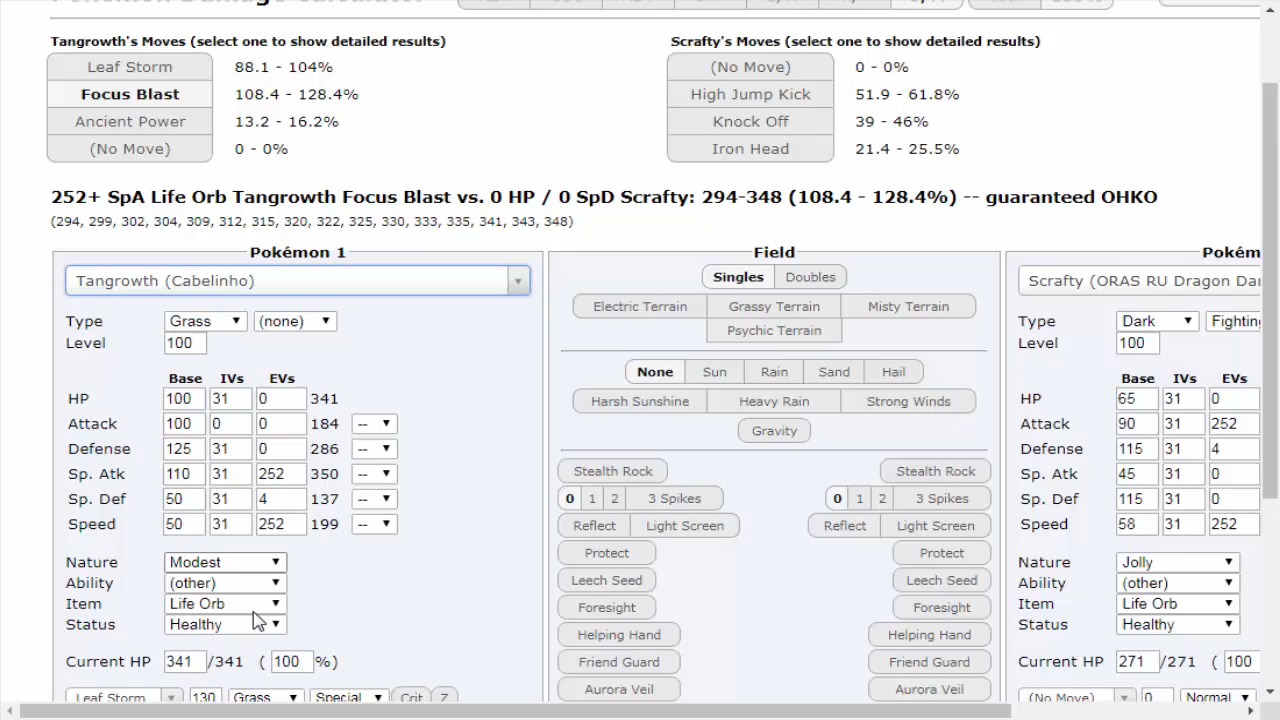 Tangrowth's Moves (select one to show detailed results)
Scrafty's Moves (select one to show detailed results)
Leaf Storm 88.1 - 104%
(No Move) 0 - 0%
Focus Blast 108.4 - 128.4%
High Jump Kick 51.9 - 61.8%
Ancient Power 13.2 - 16.2%
Knock Off 39 - 46%
(No Move) 0 - 0%
Iron Head 21.4 - 25.5%
252+ SpA Life Orb Tangrowth Focus Blast vs. 0 HP / 0 SpD Scrafty: 294-348 (108.4 - 128.4%) -- guaranteed OHKO
(294, 299, 302, 304, 309, 312, 315, 320, 322, 325, 330, 333, 335, 341, 343, 348)
Pokémon 1
Tangrowth (Cabelinho)
Type Grass (none)
Level 100
Base IVs EVs
HP 100 31 0 341
Attack 100 0 0 184 --
Defense 125 31 0 286 --
Sp. Atk 110 31 252 350 --
Sp. Def 50 31 4 137 --
Speed 50 31 252 199 --
Nature Modest
Ability (other)
Item Life Orb
Status Healthy
Current HP 341 /341 ( 100 %)
Leaf Storm 130 Grass Special Crit Z
Field
Singles Doubles
Electric Terrain Grassy Terrain Misty Terrain
Psychic Terrain
None Sun Rain Sand Hail
Harsh Sunshine Heavy Rain Strong Winds
Gravity
Stealth Rock Stealth Rock
0 1 2 3 Spikes 0 1 2 3 Spikes
Reflect Light Screen Reflect Light Screen
Protect Protect
Leech Seed Leech Seed
Foresight Foresight
Helping Hand Helping Hand
Friend Guard Friend Guard
Aurora Veil Aurora Veil
Pokém
Scrafty (ORAS RU Dragon Da
Type Dark Fighting
Level 100
Base IVs EVs
HP 65 31 0
Attack 90 31 252
Defense 115 31 4
Sp. Atk 45 31 0
Sp. Def 115 31 0
Speed 58 31 252
Nature Jolly
Ability (other)
Item Life Orb
Status Healthy
Current HP 271 /271 ( 100
(No Move) 0 Normal